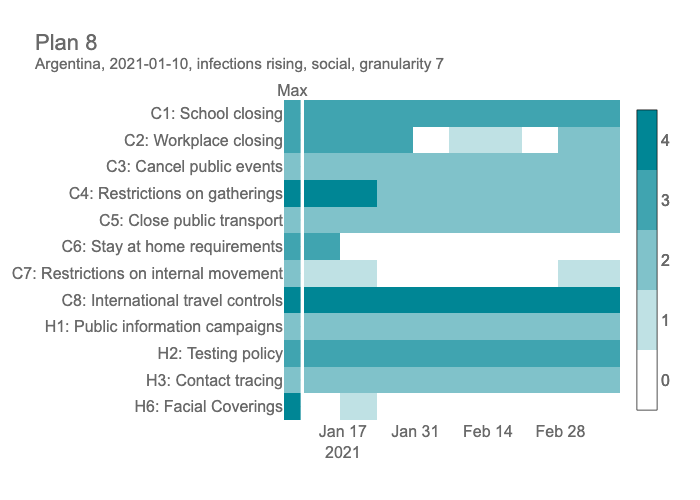 Plan 8
Argentina, 2021-01-10, infections rising, social, granularity 7
Max
C1: School closing
C2: Workplace closing
C3: Cancel public events
C4: Restrictions on gatherings
C5: Close public transport
C6: Stay at home requirements
C7: Restrictions on internal movement
C8: International travel controls
H1: Public information campaigns
H2: Testing policy
H3: Contact tracing
H6: Facial Coverings
Jan 17 Jan 31 Feb 14 Feb 28
2021
4
3
2
1
0